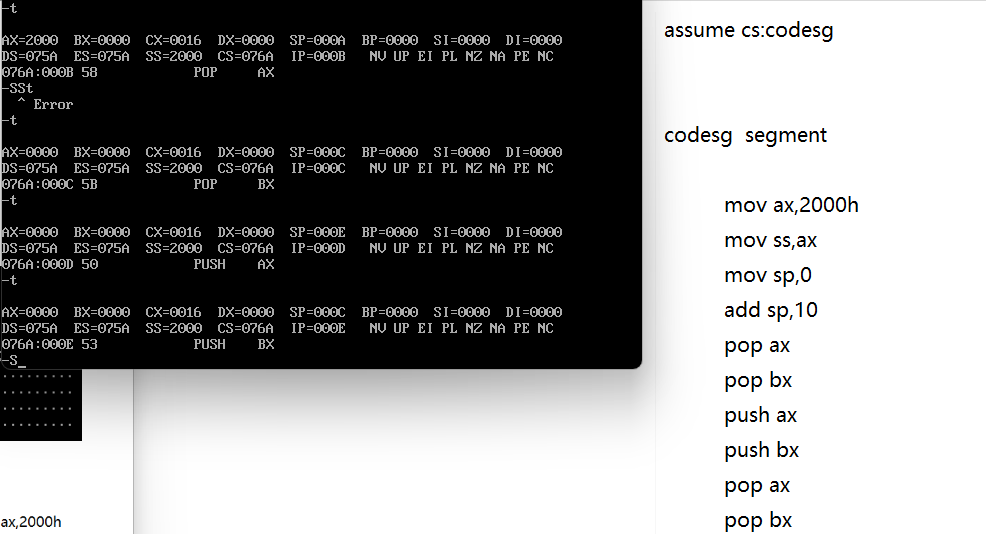 -t
AX=2000  BX=0000  CX=0016  DX=0000  SP=000A  BP=0000  SI=0000  DI=0000
DS=075A  ES=075A  SS=2000  CS=076A  IP=000B   NV UP EI PL NZ NA PE NC
076A:000B 58            POP     AX
-SSt
  ^ Error
-t
AX=0000  BX=0000  CX=0016  DX=0000  SP=000C  BP=0000  SI=0000  DI=0000
DS=075A  ES=075A  SS=2000  CS=076A  IP=000C   NV UP EI PL NZ NA PE NC
076A:000C 5B            POP     BX
-t
AX=0000  BX=0000  CX=0016  DX=0000  SP=000E  BP=0000  SI=0000  DI=0000
DS=075A  ES=075A  SS=2000  CS=076A  IP=000D   NV UP EI PL NZ NA PE NC
076A:000D 50            PUSH    AX
-t
AX=0000  BX=0000  CX=0016  DX=0000  SP=000C  BP=0000  SI=0000  DI=0000
DS=075A  ES=075A  SS=2000  CS=076A  IP=000E   NV UP EI PL NZ NA PE NC
076A:000E 53            PUSH    BX
-S_
.........
.........
.........
.........
ax,2000h
assume cs:codesg
codesg  segment
mov ax,2000h
mov ss,ax
mov sp,0
add sp,10
pop ax
pop bx
push ax
push bx
pop ax
pop bx